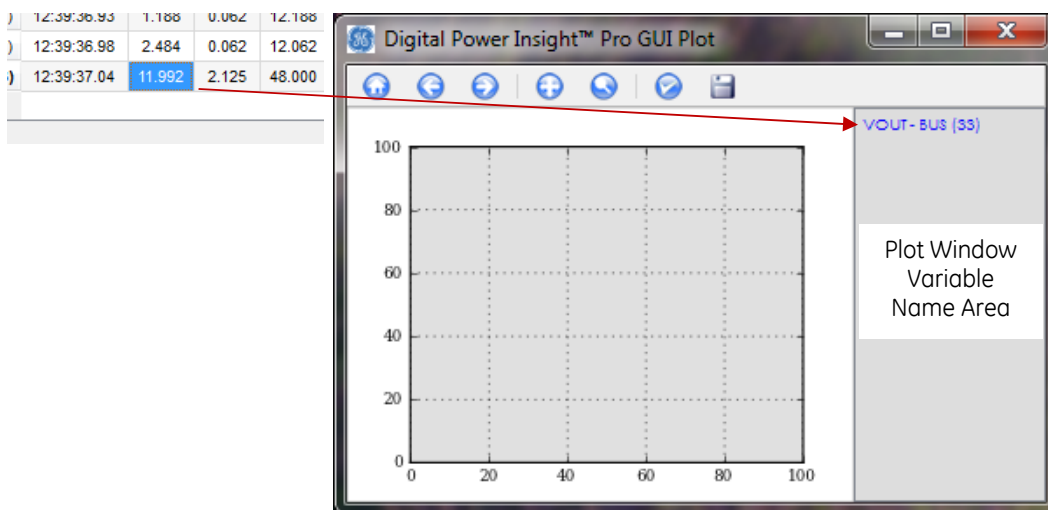 ) 12:39:36.93 1.188 0.062 12.188
) 12:39:36.98 2.484 0.062 12.062
) 12:39:37.04 11.992 2.125 48.000
Digital Power Insight™ Pro GUI Plot
VOUT- BUS (33)
Plot Window
Variable
Name Area
100
80
60
40
20
0
0 20 40 60 80 100